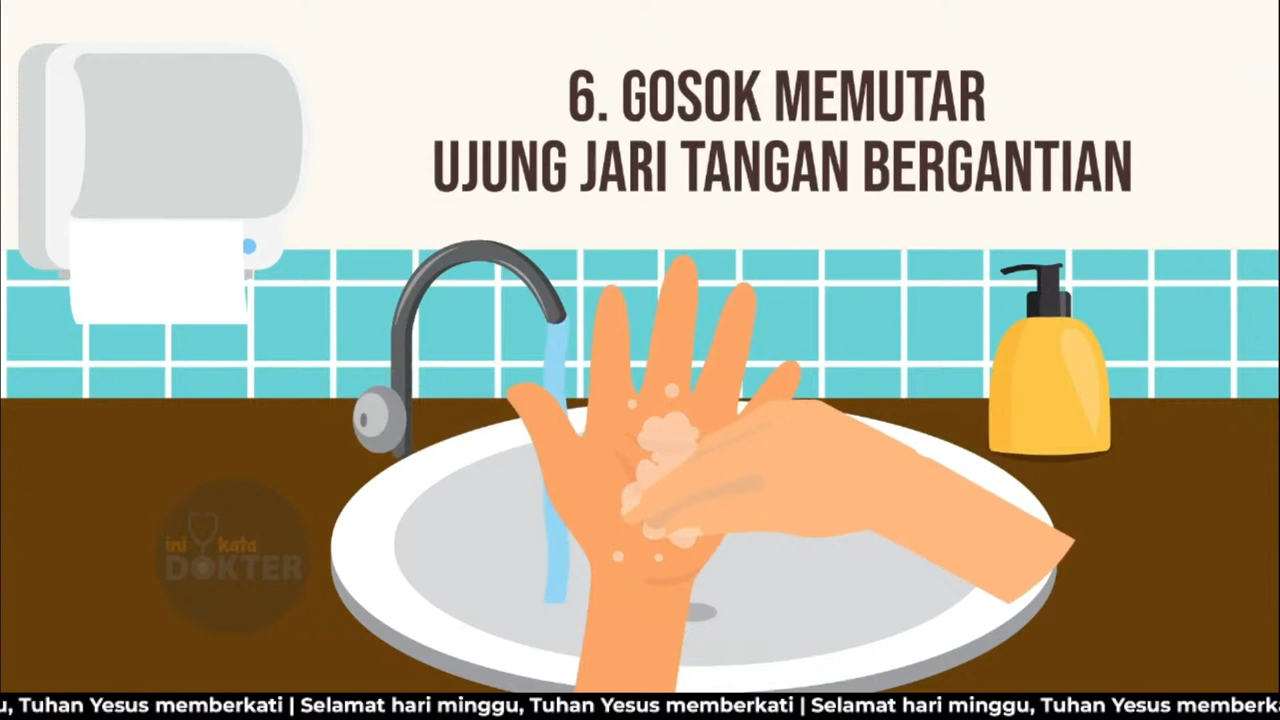 6. GOSOK MEMUTAR
UJUNG JARI TANGAN BERGANTIAN
ini kata
DOKTER
u, Tuhan Yesus memberkati | Selamat hari minggu, Tuhan Yesus memberkati | Selamat hari minggu, Tuhan Yesus memberk